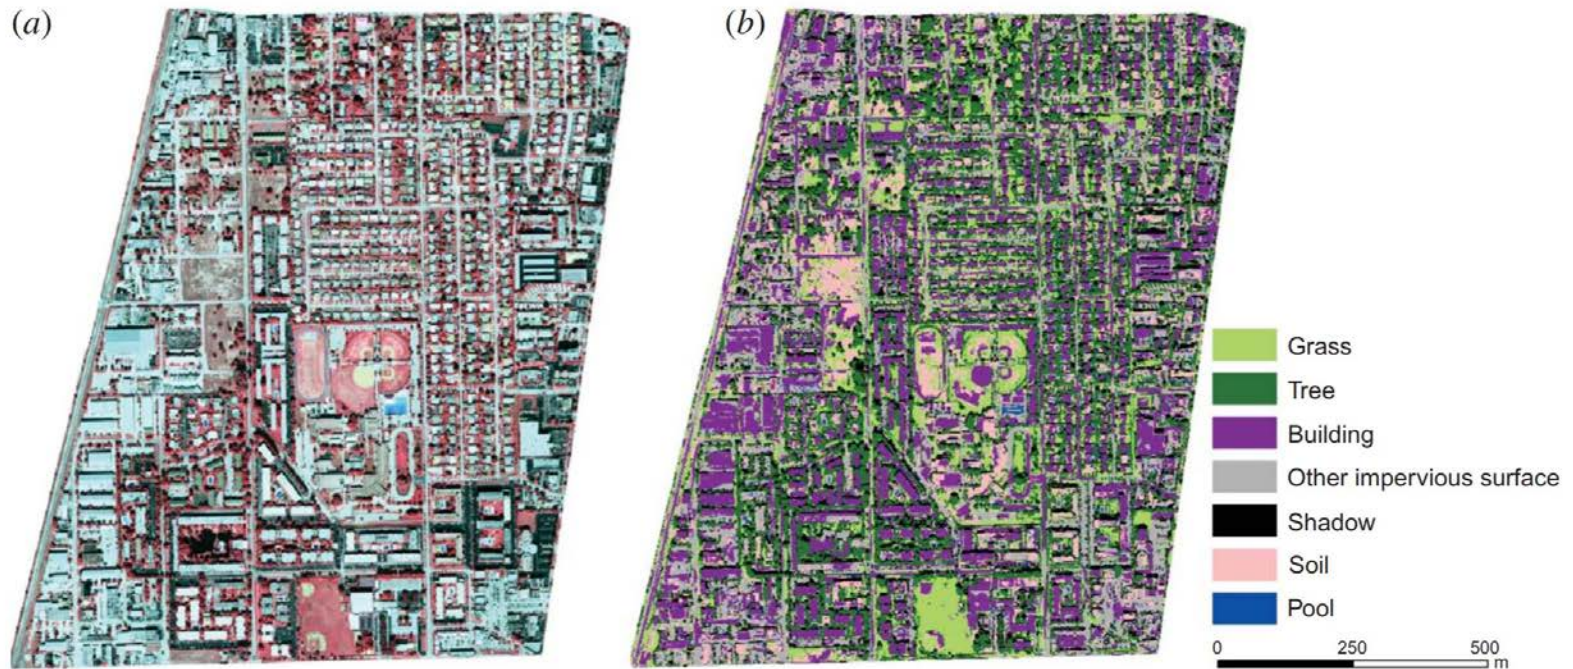 (a)
(b)
Grass
Tree
Building
Other impervious surface
Shadow
Soil
Pool
0 250 500
m